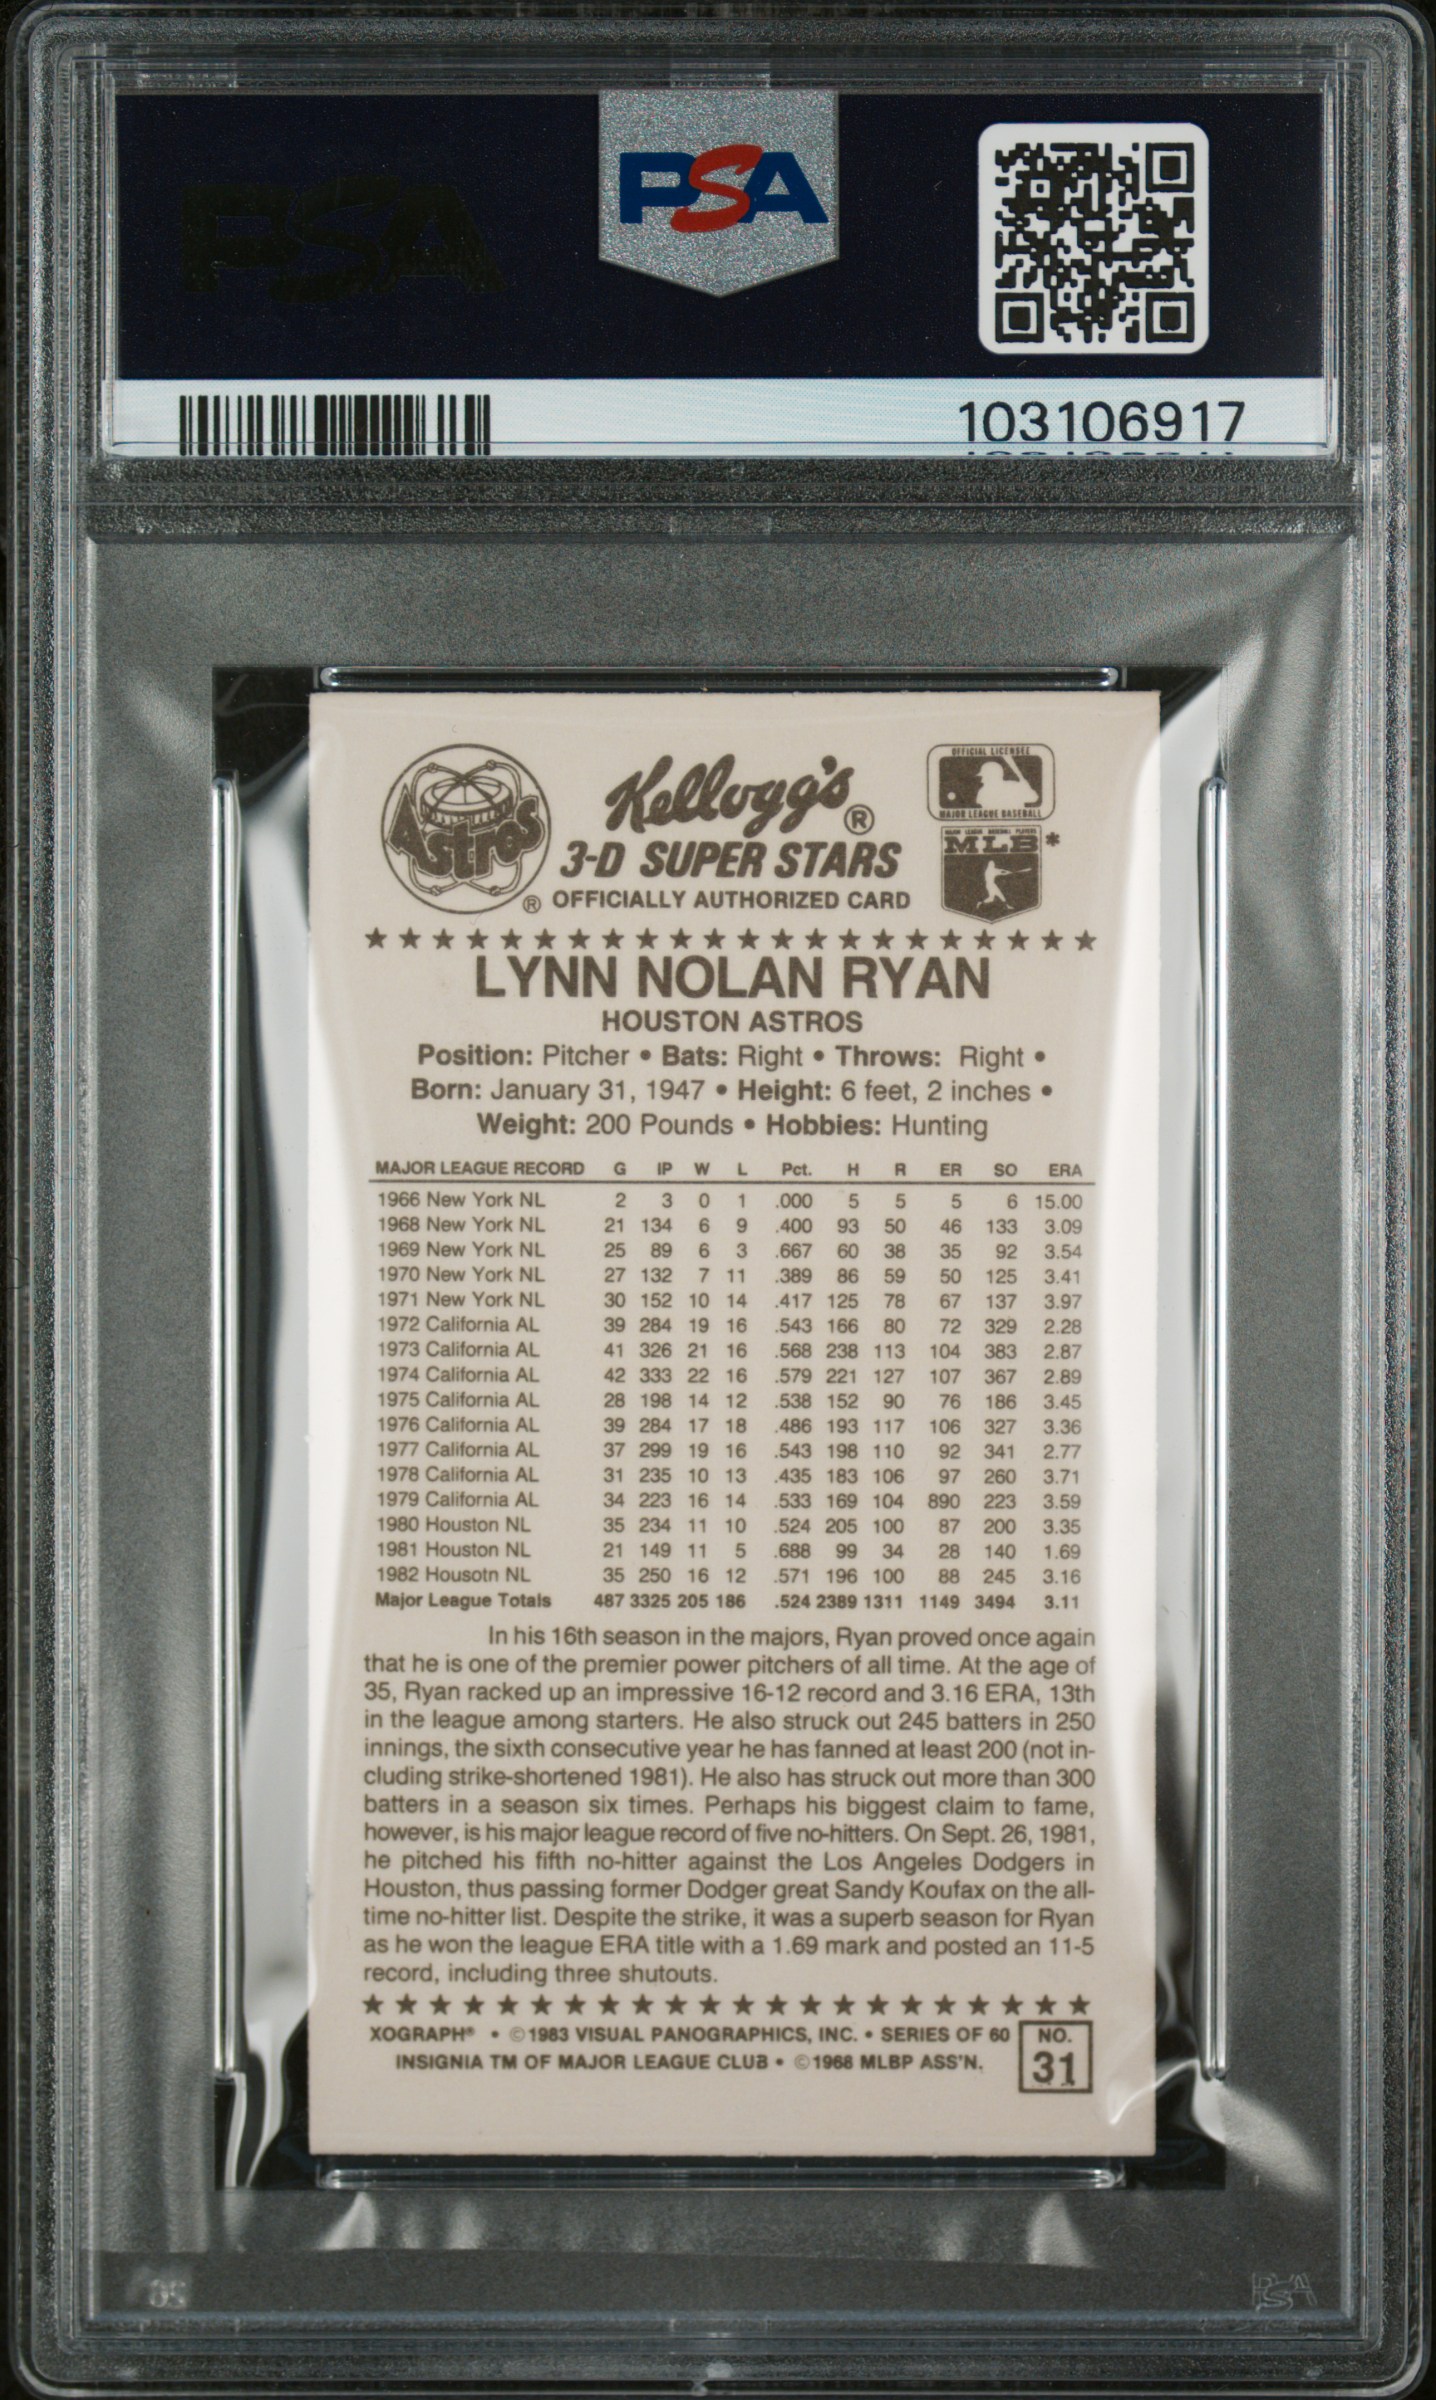 PSA
PSA
103106917
Astros
®
Kellogg's®
3-D SUPER STARS
OFFICIALLY AUTHORIZED CARD
OFFICIAL LICENSEE
MAJOR LEAGUE BASEBALL
MAJOR LEAGUE BASEBALL PLAYERS
MLB*
LYNN NOLAN RYAN
HOUSTON ASTROS
Position: Pitcher • Bats: Right • Throws: Right •
Born: January 31, 1947 • Height: 6 feet, 2 inches •
Weight: 200 Pounds • Hobbies: Hunting
MAJOR LEAGUE RECORD G IP W L Pct. H R ER SO ERA
1966 New York NL 2 3 0 1 .000 5 5 5 6 15.00
1968 New York NL 21 134 6 9 .400 93 50 46 133 3.09
1969 New York NL 25 89 6 3 .667 60 38 35 92 3.54
1970 New York NL 27 132 7 11 .389 86 59 50 125 3.41
1971 New York NL 30 152 10 14 .417 125 78 67 137 3.97
1972 California AL 39 284 19 16 .543 166 80 72 329 2.28
1973 California AL 41 326 21 16 .568 238 113 104 383 2.87
1974 California AL 42 333 22 16 .579 221 127 107 367 2.89
1975 California AL 28 198 14 12 .538 152 90 76 186 3.45
1976 California AL 39 284 17 18 .486 193 117 106 327 3.36
1977 California AL 37 299 19 16 .543 198 110 92 341 2.77
1978 California AL 31 235 10 13 .435 183 106 97 260 3.71
1979 California AL 34 223 16 14 .533 169 104 890 223 3.59
1980 Houston NL 35 234 11 10 .524 205 100 87 200 3.35
1981 Houston NL 21 149 11 5 .688 99 34 28 140 1.69
1982 Housotn NL 35 250 16 12 .571 196 100 88 245 3.16
Major League Totals 487 3325 205 186 .524 2389 1311 1149 3494 3.11
In his 16th season in the majors, Ryan proved once again
that he is one of the premier power pitchers of all time. At the age of
35, Ryan racked up an impressive 16-12 record and 3.16 ERA, 13th
in the league among starters. He also struck out 245 batters in 250
innings, the sixth consecutive year he has fanned at least 200 (not in-
cluding strike-shortened 1981). He also has struck out more than 300
batters in a season six times. Perhaps his biggest claim to fame,
however, is his major league record of five no-hitters. On Sept. 26, 1981,
he pitched his fifth no-hitter against the Los Angeles Dodgers in
Houston, thus passing former Dodger great Sandy Koufax on the all-
time no-hitter list. Despite the strike, it was a superb season for Ryan
as he won the league ERA title with a 1.69 mark and posted an 11-5
record, including three shutouts.
XOGRAPH® • ©1983 VISUAL PANOGRAPHICS, INC. • SERIES OF 60
INSIGNIA TM OF MAJOR LEAGUE CLUB • ©1968 MLBP ASS'N.
NO.
31
PSA